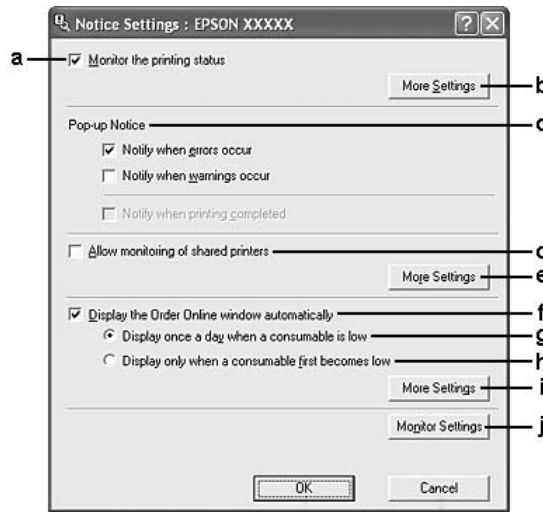 Notice Settings : EPSON XXXXX
a
Monitor the printing status
More Settings
b
Pop-up Notice
c
Notify when errors occur
Notify when warnings occur
Notify when printing completed
Allow monitoring of shared printers
d
More Settings
e
Display the Order Online window automatically
f
Display once a day when a consumable is low
g
Display only when a consumable first becomes low
h
More Settings
i
Monitor Settings
j
OK
Cancel